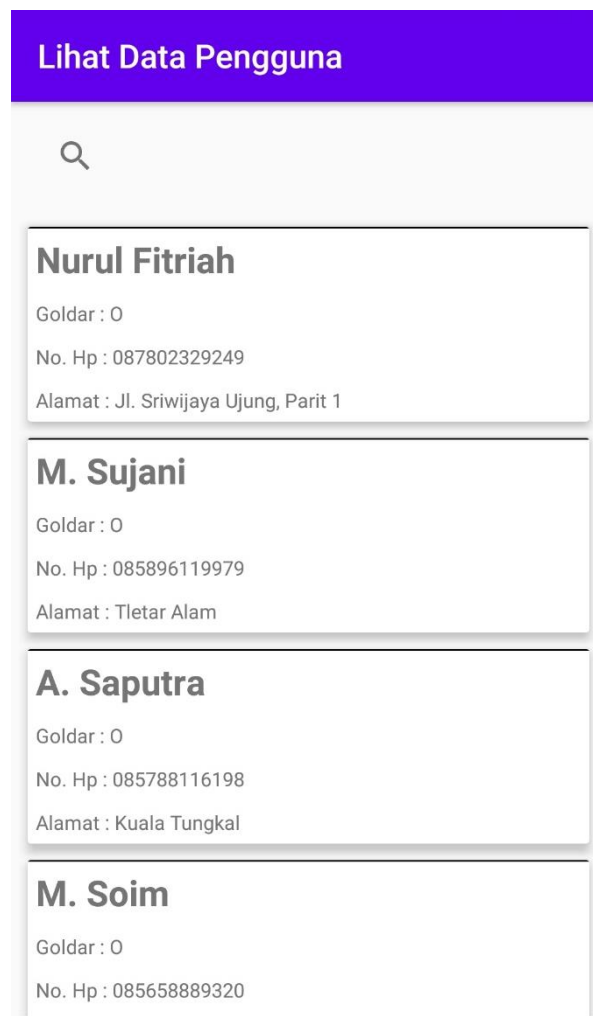 Lihat Data Pengguna
Nurul Fitriah
Goldar : O
No. Hp : 087802329249
Alamat : Jl. Sriwijaya Ujung, Parit 1
M. Sujani
Goldar : O
No. Hp : 085896119979
Alamat : Tletar Alam
A. Saputra
Goldar : O
No. Hp : 085788116198
Alamat : Kuala Tungkal
M. Soim
Goldar : O
No. Hp : 085658889320